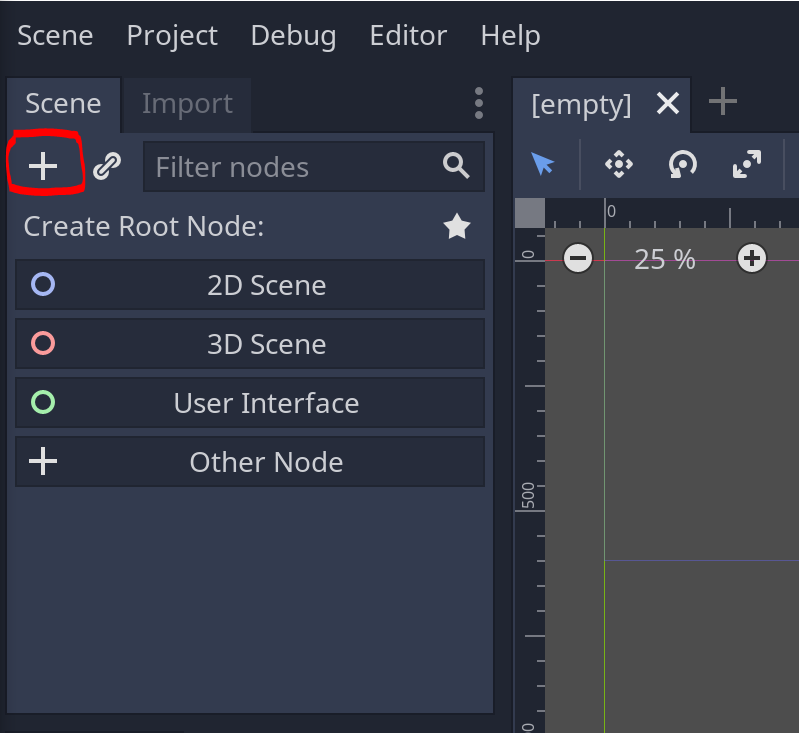 Scene Project Debug Editor Help
Scene Import
[empty]
Filter nodes
Create Root Node:
2D Scene
3D Scene
User Interface
Other Node
0
25 %
0
500
0